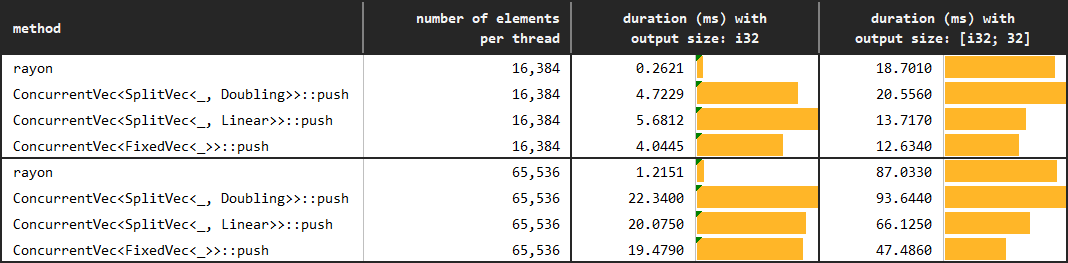 method number of elements per thread duration (ms) with output size: i32 duration (ms) with output size: [i32; 32]
rayon 16,384 0.2621 18.7010
ConcurrentVec<SplitVec<_, Doubling>>::push 16,384 4.7229 20.5560
ConcurrentVec<SplitVec<_, Linear>>::push 16,384 5.6812 13.7170
ConcurrentVec<FixedVec<_>>::push 16,384 4.0445 12.6340
rayon 65,536 1.2151 87.0330
ConcurrentVec<SplitVec<_, Doubling>>::push 65,536 22.3400 93.6440
ConcurrentVec<SplitVec<_, Linear>>::push 65,536 20.0750 66.1250
ConcurrentVec<FixedVec<_>>::push 65,536 19.4790 47.4860